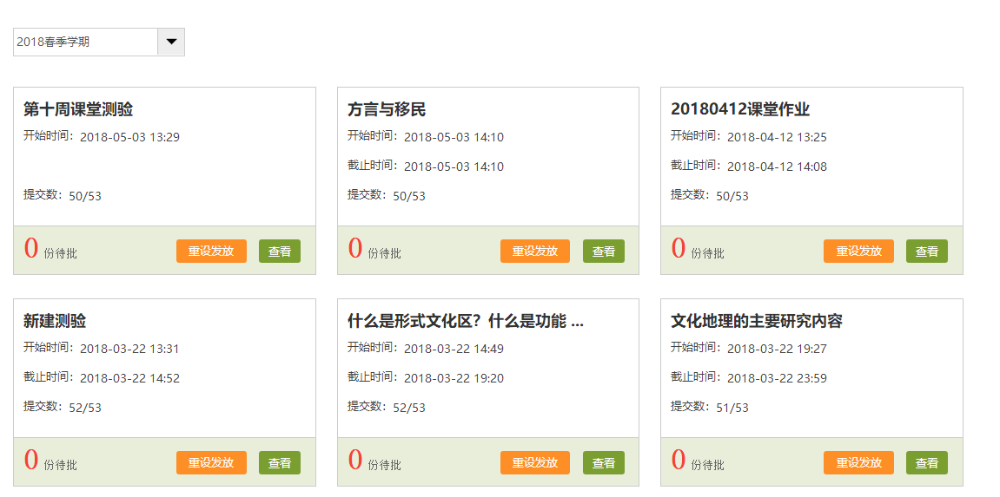 2018春季学期
第十周课堂测验
开始时间：2018-05-03 13:29
提交数：50/53
0 份待批 重设发放 查看
方言与移民
开始时间：2018-05-03 14:10
截止时间：2018-05-03 14:10
提交数：50/53
0 份待批 重设发放 查看
20180412课堂作业
开始时间：2018-04-12 13:25
截止时间：2018-04-12 14:08
提交数：50/53
0 份待批 重设发放 查看
新建测验
开始时间：2018-03-22 13:31
截止时间：2018-03-22 14:52
提交数：52/53
0 份待批 重设发放 查看
什么是形式文化区？什么是功能 ...
开始时间：2018-03-22 14:49
截止时间：2018-03-22 19:20
提交数：52/53
0 份待批 重设发放 查看
文化地理的主要研究内容
开始时间：2018-03-22 19:27
截止时间：2018-03-22 23:59
提交数：51/53
0 份待批 重设发放 查看